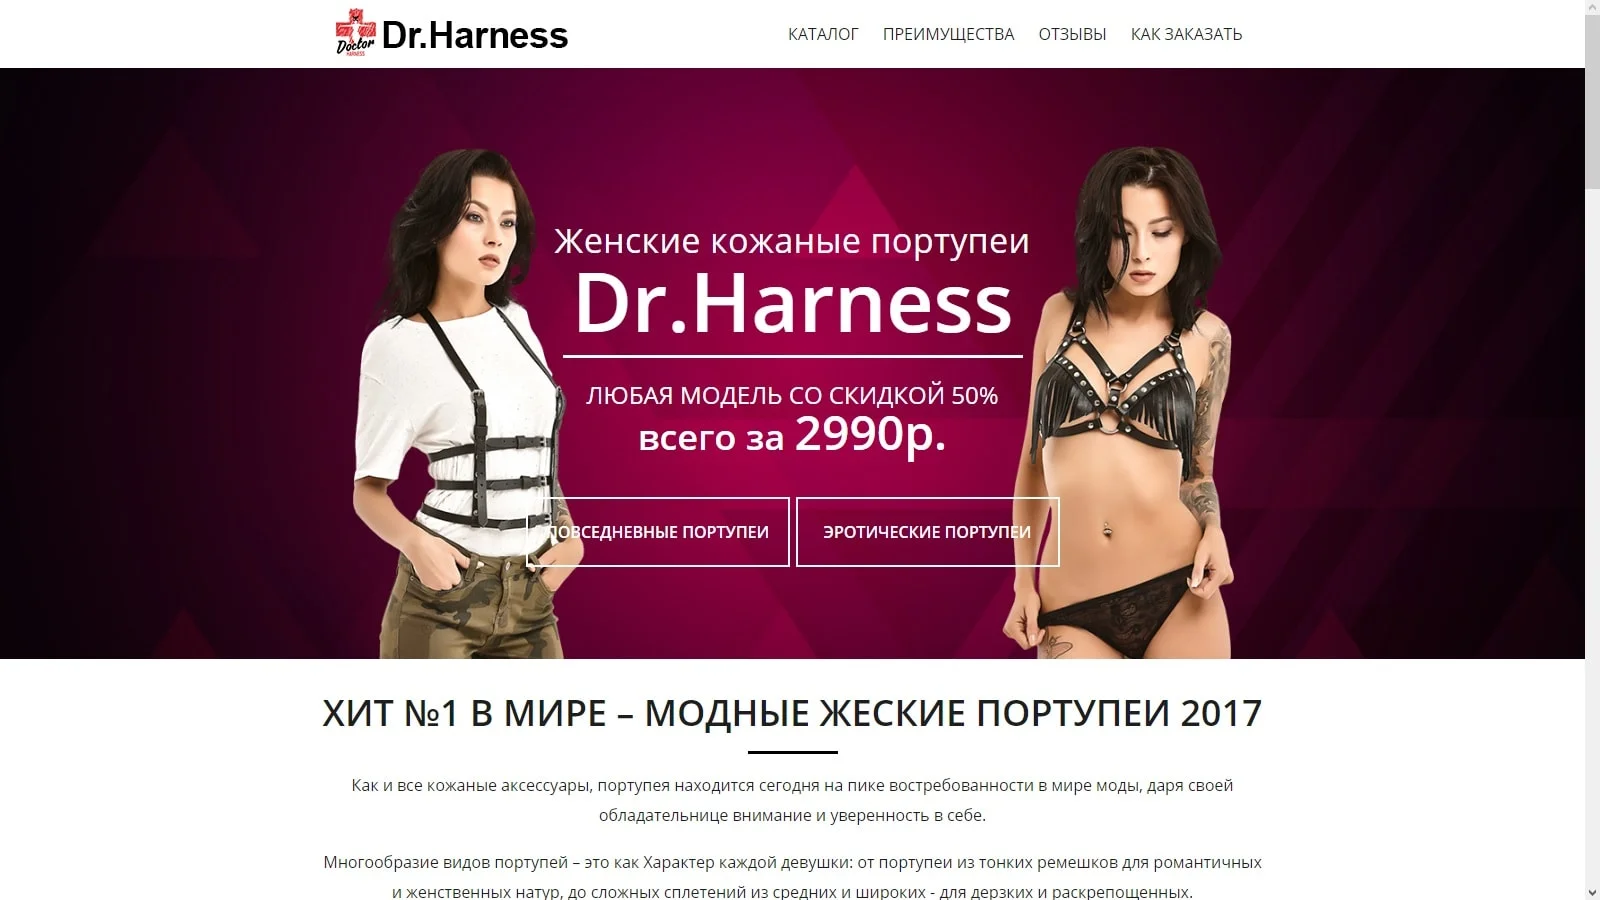 Doctor
HARNESS
Dr.Harness
КАТАЛОГ ПРЕИМУЩЕСТВА ОТЗЫВЫ КАК ЗАКАЗАТЬ
Женские кожаные портупеи
Dr.Harness
ЛЮБАЯ МОДЕЛЬ СО СКИДКОЙ 50%
всего за 2990р.
ПОВСЕДНЕВНЫЕ ПОРТУПЕИ ЭРОТИЧЕСКИЕ ПОРТУПЕИ
ХИТ №1 В МИРЕ – МОДНЫЕ ЖЕСКИЕ ПОРТУПЕИ 2017
Как и все кожаные аксессуары, портупея находится сегодня на пике востребованности в мире моды, даря своей
обладательнице внимание и уверенность в себе.
Многообразие видов портупей – это как Характер каждой девушки: от портупеи из тонких ремешков для романтичных
и женственных натур, до сложных сплетений из средних и широких - для дерзких и раскрепощенных.